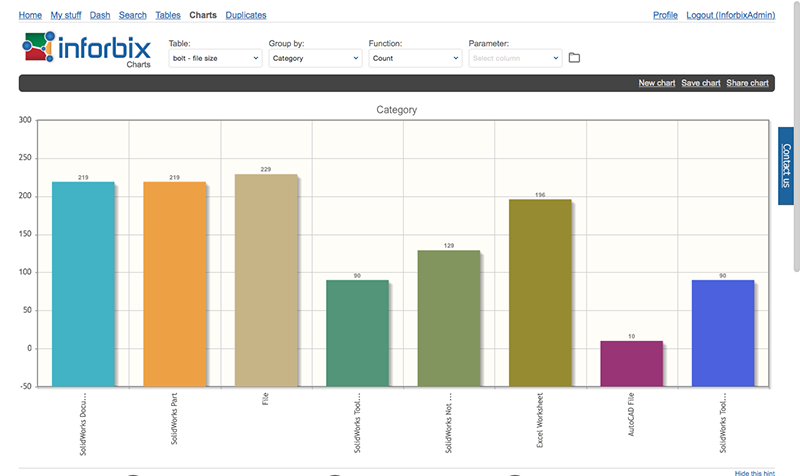 Home My stuff Dash Search Tables Charts Duplicates Profile Logout (InforbixAdmin)
inforbix
Charts
Table: Group by: Function: Parameter:
bolt - file size Category Count Select column
New chart Save chart Share chart
Category
300
250
200
150
100
50
0
-50
219
219
229
90
129
196
10
90
SolidWorks Docu...
SolidWorks Part
File
SolidWorks Tool...
SolidWorks Not ...
Excel Worksheet
AutoCAD File
SolidWorks Tool...
Contact us
Hide this hint